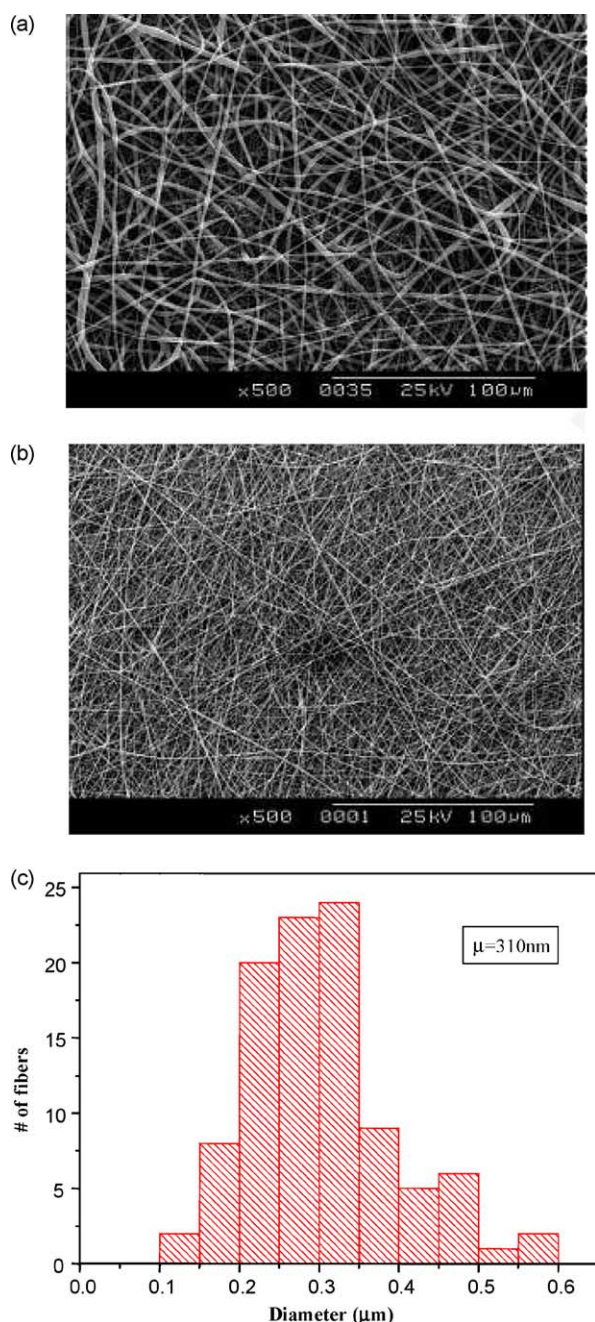 (a)
×500 0035 25kV 100µm
(b)
×500 0001 25kV 100µm
(c)
25
20
15
10
5
0
µ=310nm
# of fibers
0.0 0.1 0.2 0.3 0.4 0.5 0.6
Diameter (µm)